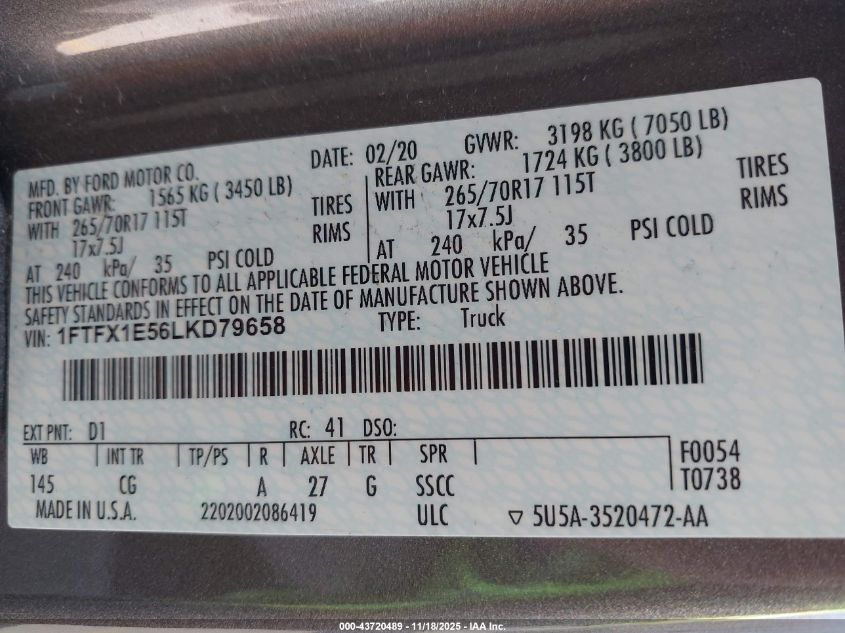 MFD. BY FORD MOTOR CO. DATE: 02/20 GVWR: 3198 KG ( 7050 LB)
FRONT GAWR: 1565 KG ( 3450 LB) REAR GAWR: 1724 KG ( 3800 LB)
WITH 265/70R17 115T TIRES WITH 265/70R17 115T TIRES
17x7.5J RIMS 17x7.5J RIMS
AT 240 kPa/ 35 PSI COLD AT 240 kPa/ 35 PSI COLD
THIS VEHICLE CONFORMS TO ALL APPLICABLE FEDERAL MOTOR VEHICLE
SAFETY STANDARDS IN EFFECT ON THE DATE OF MANUFACTURE SHOWN ABOVE.
VIN: 1FTFX1E56LKD79658 TYPE: Truck
EXT PNT: D1 RC: 41 DSO:
WB INT TR TP/PS R AXLE TR SPR F0054
145 CG A 27 G SSCC T0738
MADE IN U.S.A. 2202002086419 ULC ▽ 5U5A-3520472-AA
000-43720489 - 11/18/2025 - IAA Inc.